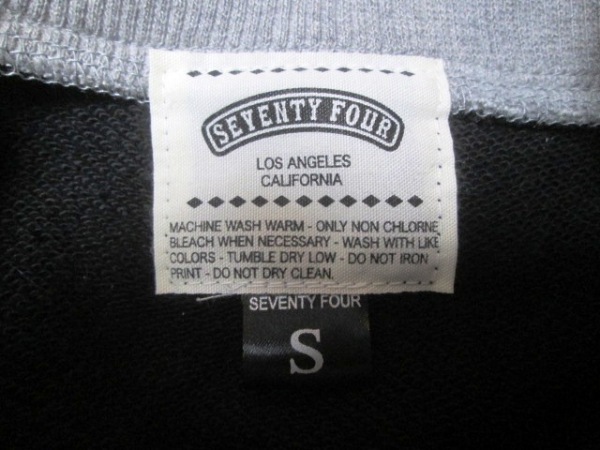 SEVENTY FOUR
LOS ANGELES
CALIFORNIA
MACHINE WASH WARM - ONLY NON CHLORNE
BLEACH WHEN NECESSARY - WASH WITH LIKE
COLORS - TUMBLE DRY LOW - DO NOT IRON
PRINT - DO NOT DRY CLEAN.
SEVENTY FOUR
S